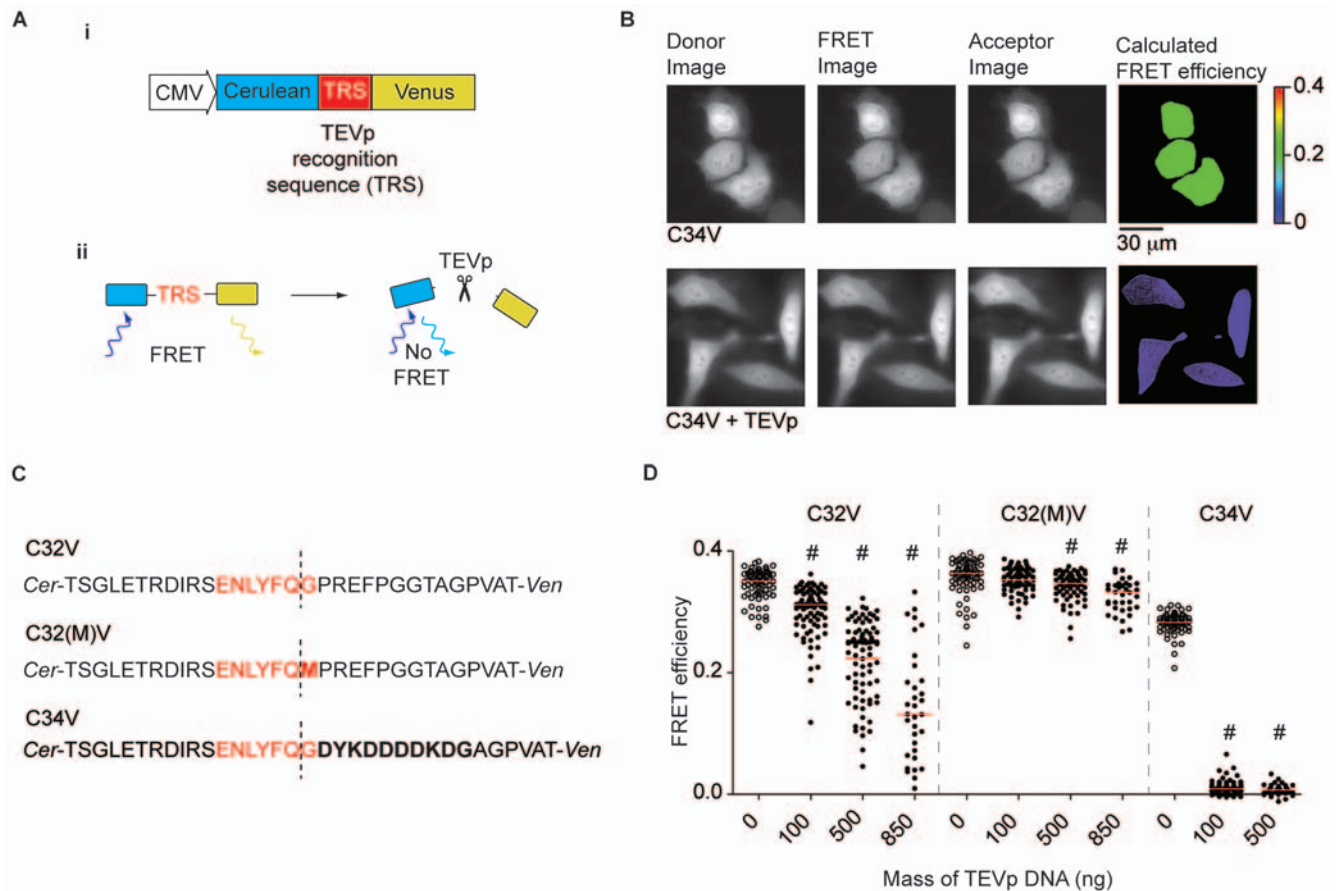 A
i
CMV
Cerulean
TRS
Venus
TEVp
recognition
sequence (TRS)
ii
TRS
FRET
TEVp
No
FRET
B
Donor
Image
FRET
Image
Acceptor
Image
Calculated
FRET efficiency
0.4
0.2
0
C34V
30 μm
C34V + TEVp
C
C32V
Cer-TSGLETRDIRSENLYFQGPREFPGGTAGPVAT-Ven
C32(M)V
Cer-TSGLETRDIRSENLYFQMPREFPGGTAGPVAT-Ven
C34V
Cer-TSGLETRDIRSENLYFQGDYKDDDDKDGAGPVAT-Ven
D
C32V
C32(M)V
C34V
# # # # # # #
0.4
0.2
0.0
FRET efficiency
0 100 500 850 0 100 500 850 0 100 500
Mass of TEVp DNA (ng)